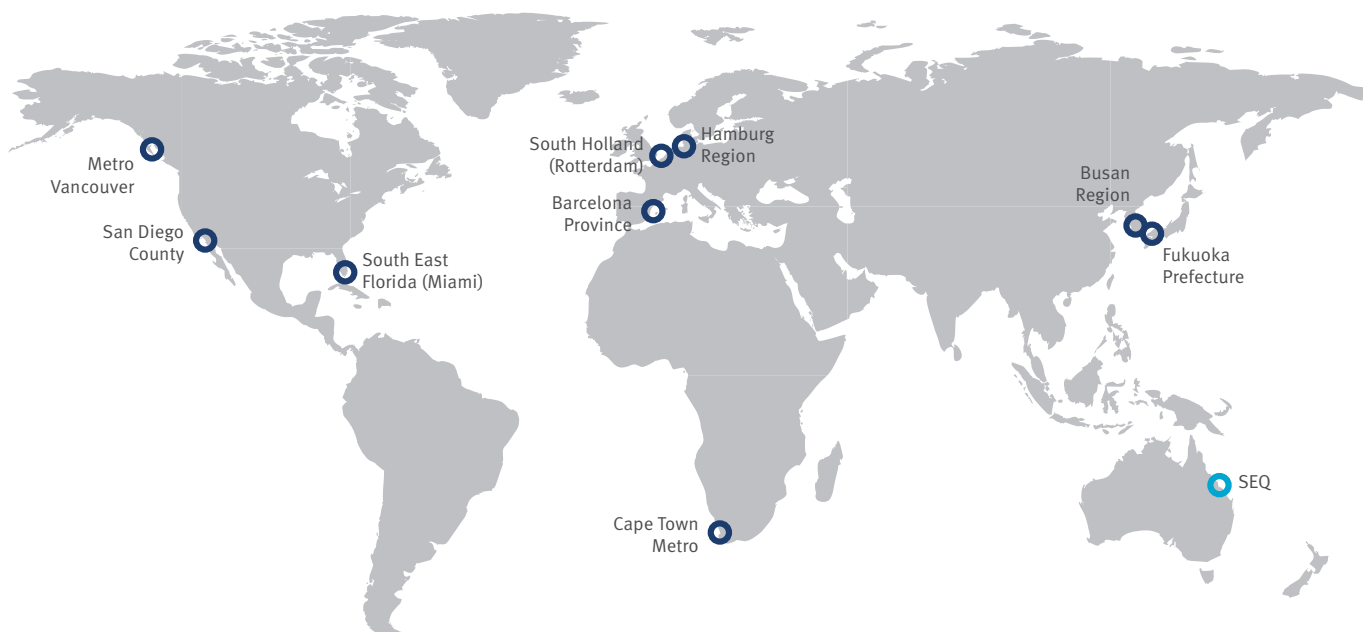 Metro
Vancouver
San Diego
County
South East
Florida (Miami)
South Holland
(Rotterdam)
Hamburg
Region
Barcelona
Province
Busan
Region
Fukuoka
Prefecture
Cape Town
Metro
SEQ